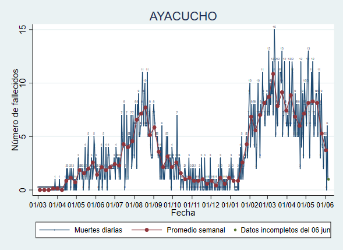 AYACUCHO
Número de fallecidos
15
10
5
0
01/03 01/04 01/05 01/06 01/07 01/08 01/09 01/10 01/11 01/12 01/01 01/02 01/03 01/04 01/05 01/06
Fecha
Muertes diarias Promedio semanal Datos incompletos del 06 jun